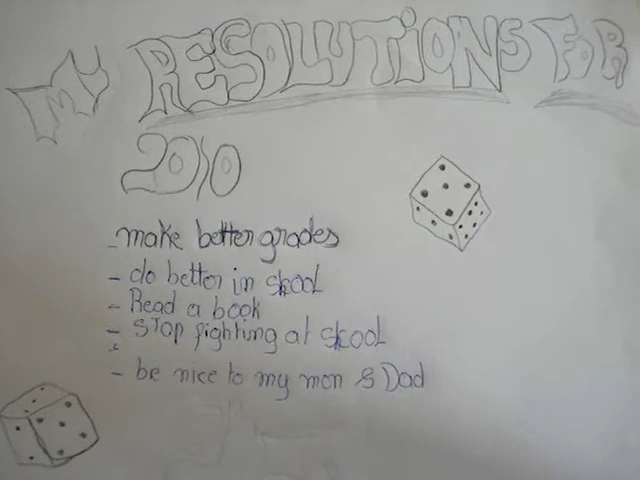 My RESOLUTIONS FOR
2010
- make better grades
- do better in skool
- Read a book
- STOP fighting at skool
- be nice to my mom & Dad